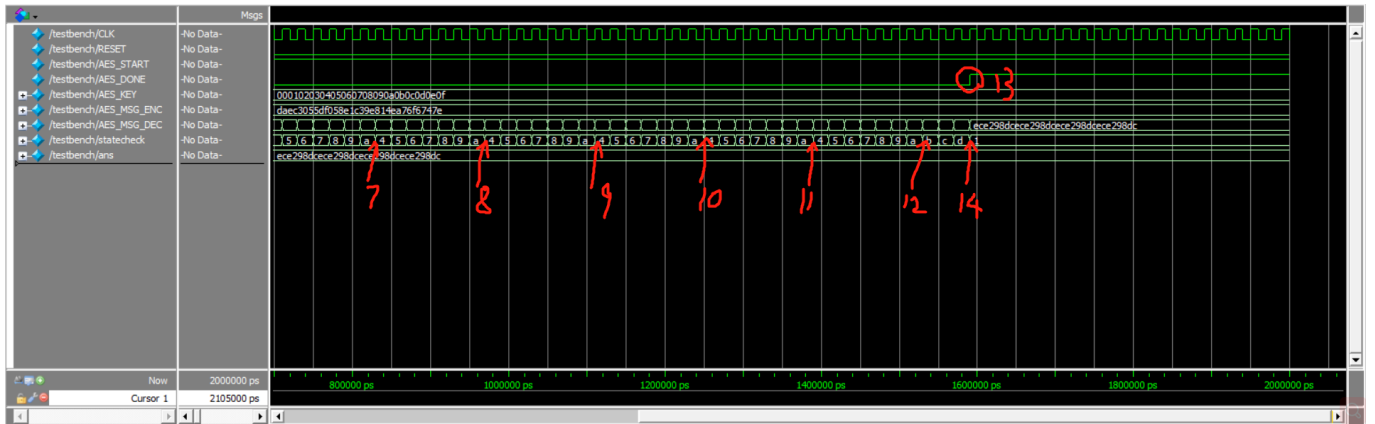 Msgs
/testbench/CLK -No Data-
/testbench/RESET -No Data-
/testbench/AES_START -No Data-
/testbench/AES_DONE -No Data-
13
/testbench/AES_KEY -No Data- 000102030405060708090a0b0c0d0e0f
/testbench/AES_MSG_ENC -No Data- daec3055df058e1c39e814ea76f6747e
/testbench/AES_MSG_DEC -No Data- ece298dcece298dcece298dcece298dc
/testbench/statecheck -No Data- 5 6 7 8 9 a 4 5 6 7 8 9 a 4 5 6 7 8 9 a 4 5 6 7 8 9 a 5 6 7 8 9 a 4 5 6 7 8 9 a b c d
/testbench/ans -No Data- ece298dcece298dcece298dcece298dc
7 8 9 10 11 12 14
Now 2000000 ps
800000 ps 1000000 ps 1200000 ps 1400000 ps 1600000 ps 1800000 ps 2000000 ps
Cursor 1 2105000 ps